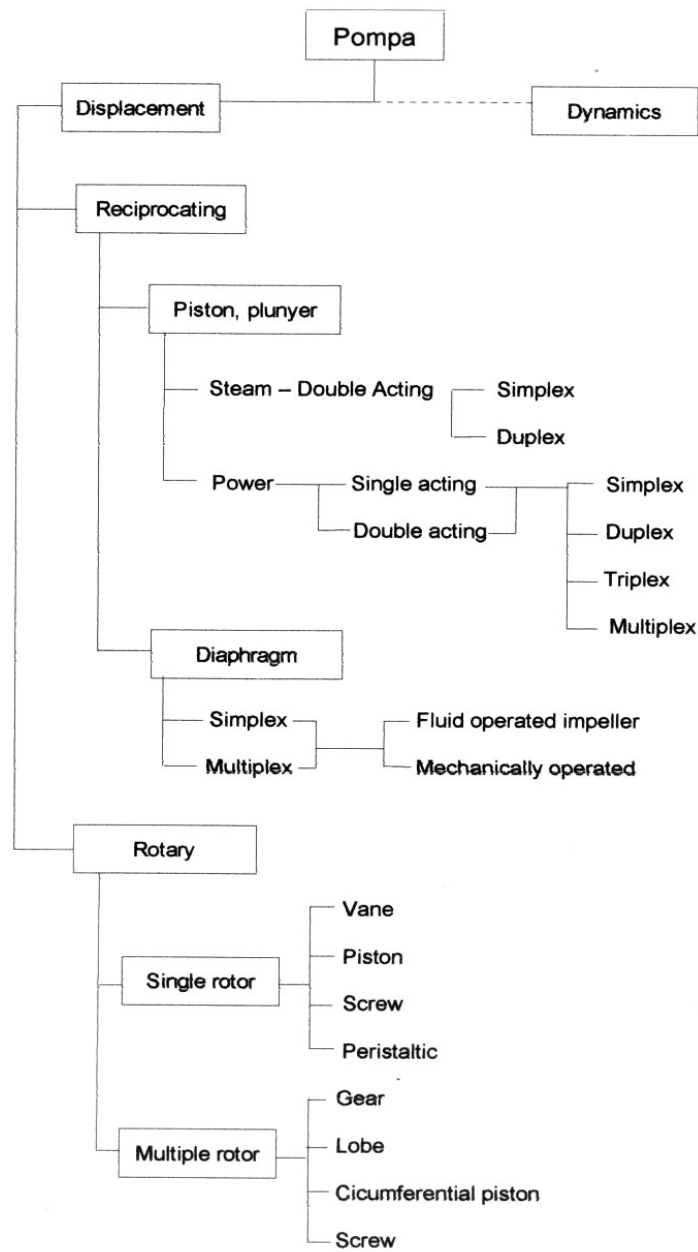 Pompa
Displacement
Dynamics
Reciprocating
Piston, plunyer
Steam – Double Acting
Simplex
Duplex
Power
Single acting
Simplex
Double acting
Duplex
Triplex
Multiplex
Diaphragm
Simplex
Fluid operated impeller
Multiplex
Mechanically operated
Rotary
Vane
Piston
Single rotor
Screw
Peristaltic
Gear
Lobe
Multiple rotor
Cicumferential piston
Screw